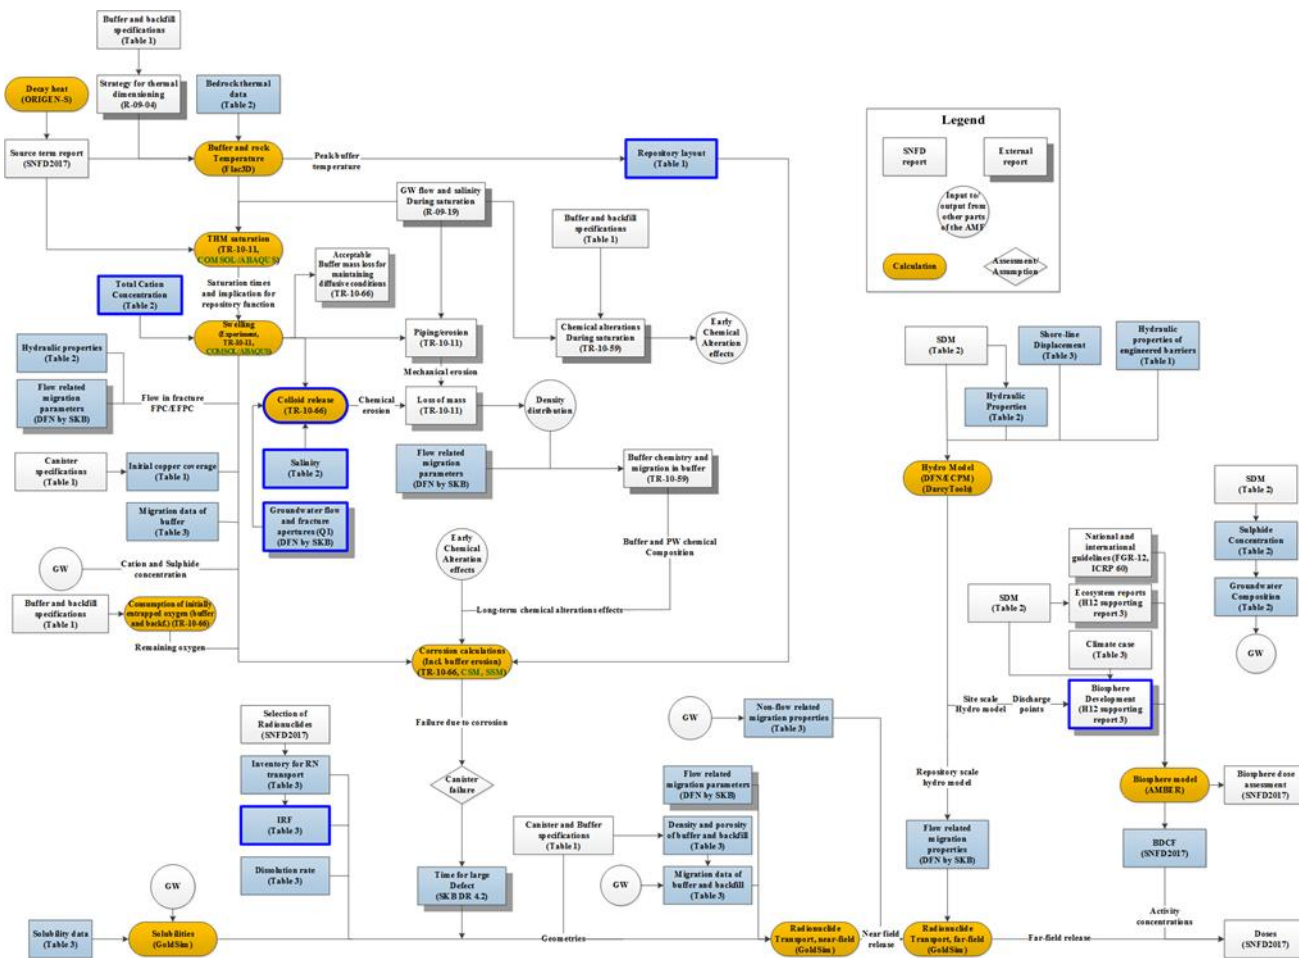 Buffer and backfill
specifications
(Table 1)
Decay heat
(ORIGEN-S)
Strategy for thermal
dimensioning
(R-09-04)
Bedrock thermal
data
(Table 2)
Source term report
(SNFD2017)
Buffer and rock
Temperature
(Flac3D)
Peak buffer
temperature
Repository layout
(Table 1)
GW flow and salinity
During saturation
(R-09-19)
Buffer and backfill
specifications
(Table 1)
THM saturation
(TR-10-11,
COMSOL/ABAQUS)
Acceptable
Buffer mass loss for
maintaining
diffusive conditions
(TR-10-66)
Total Cation
Concentration
(Table 2)
Saturation times
and implication for
repository function
Swelling
(Experiment,
TR-10-11,
COMSOL/ABAQUS)
Piping/erosion
(TR-10-11)
Chemical alterations
During saturation
(TR-10-59)
Early
Chemical
Alteration
effects
Hydraulic properties
(Table 2)
Flow related
migration
parameters
(DFN by SKB)
Flow in fracture
FPC/EFPC
Mechanical erosion
Colloid release
(TR-10-66)
Chemical
erosion
Loss of mass
(TR-10-11)
Density
distribution
Canister
specifications
(Table 1)
Initial copper coverage
(Table 1)
Salinity
(Table 2)
Flow related
migration
parameters
(DFN by SKB)
Buffer chemistry and
migration in buffer
(TR-10-59)
Migration data of
buffer
(Table 3)
Groundwater flow
and fracture
apertures (Q1)
(DFN by SKB)
GW
Cation and Sulphide
concentration
Early
Chemical
Alteration
effects
Buffer and PW chemical
Composition
Buffer and backfill
specifications
(Table 1)
Consumption of initially
entrapped oxygen (buffer
and backf.) (TR-10-66)
Long-term chemical alterations effects
Remaining oxygen
Corrosion calculations
(Incl. buffer erosion)
(TR-10-66, CSM, SSM)
Failure due to corrosion
Selection of
Radionuclides
(SNFD2017)
Inventory for RN
transport
(Table 3)
IRF
(Table 3)
Dissolution rate
(Table 3)
Canister
failure
Time for large
Defect
(SKB DR 4.2)
GW
Solubility data
(Table 3)
Solubilities
(GoldSim)
Geometrics
GW
Non-flow related
migration properties
(Table 3)
Flow related
migration parameters
(DFN by SKB)
Canister and Buffer
specifications
(Table 1)
Density and porosity
of buffer and backfill
(Table 3)
GW
Migration data of
buffer and backfill
(Table 3)
Radionuclide
Transport, near-field
(GoldSim)
Near field
release
Radionuclide
Transport, far-field
(GoldSim)
Far-field release
Legend
SNFD
report
External
report
Input to/
output from
other parts
of the AMF
Calculation
Assessment/
Assumption
SDM
(Table 2)
Shore-line
Displacement
(Table 3)
Hydraulic
properties of
engineered barriers
(Table 1)
Hydraulic
Properties
(Table 2)
Hydro Model
(DFN/ECPM)
(DarcyTools)
SDM
(Table 2)
Sulphide
Concentration
(Table 2)
Groundwater
Composition
(Table 2)
GW
National and
international
guidelines (FGR-12,
ICRP 60)
SDM
(Table 2)
Ecosystem reports
(H12 supporting
report 3)
Climate case
(Table 3)
Site scale
Hydro model
Discharge
points
Biosphere
Development
(H12 supporting
report 3)
Repository scale
hydro model
Biosphere model
(AMBER)
Biosphere dose
assessment
(SNFD2017)
Flow related
migration
properties
(DFN by SKB)
BDCF
(SNFD2017)
Activity
concentrations
Doses
(SNFD2017)